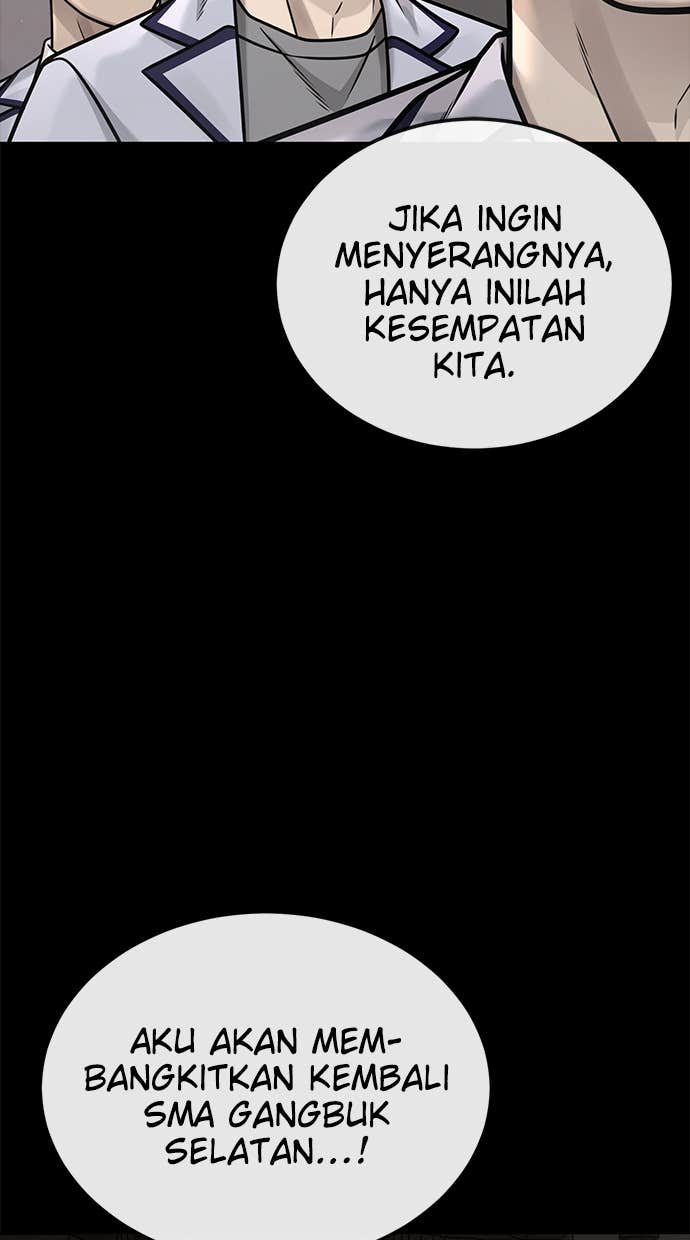 JIKA INGIN
MENYERANGNYA,
HANYA INILAH
KESEMPATAN
KITA.
AKU AKAN MEM-
BANGKITKAN KEMBALI
SMA GANGBUK
SELATAN...!